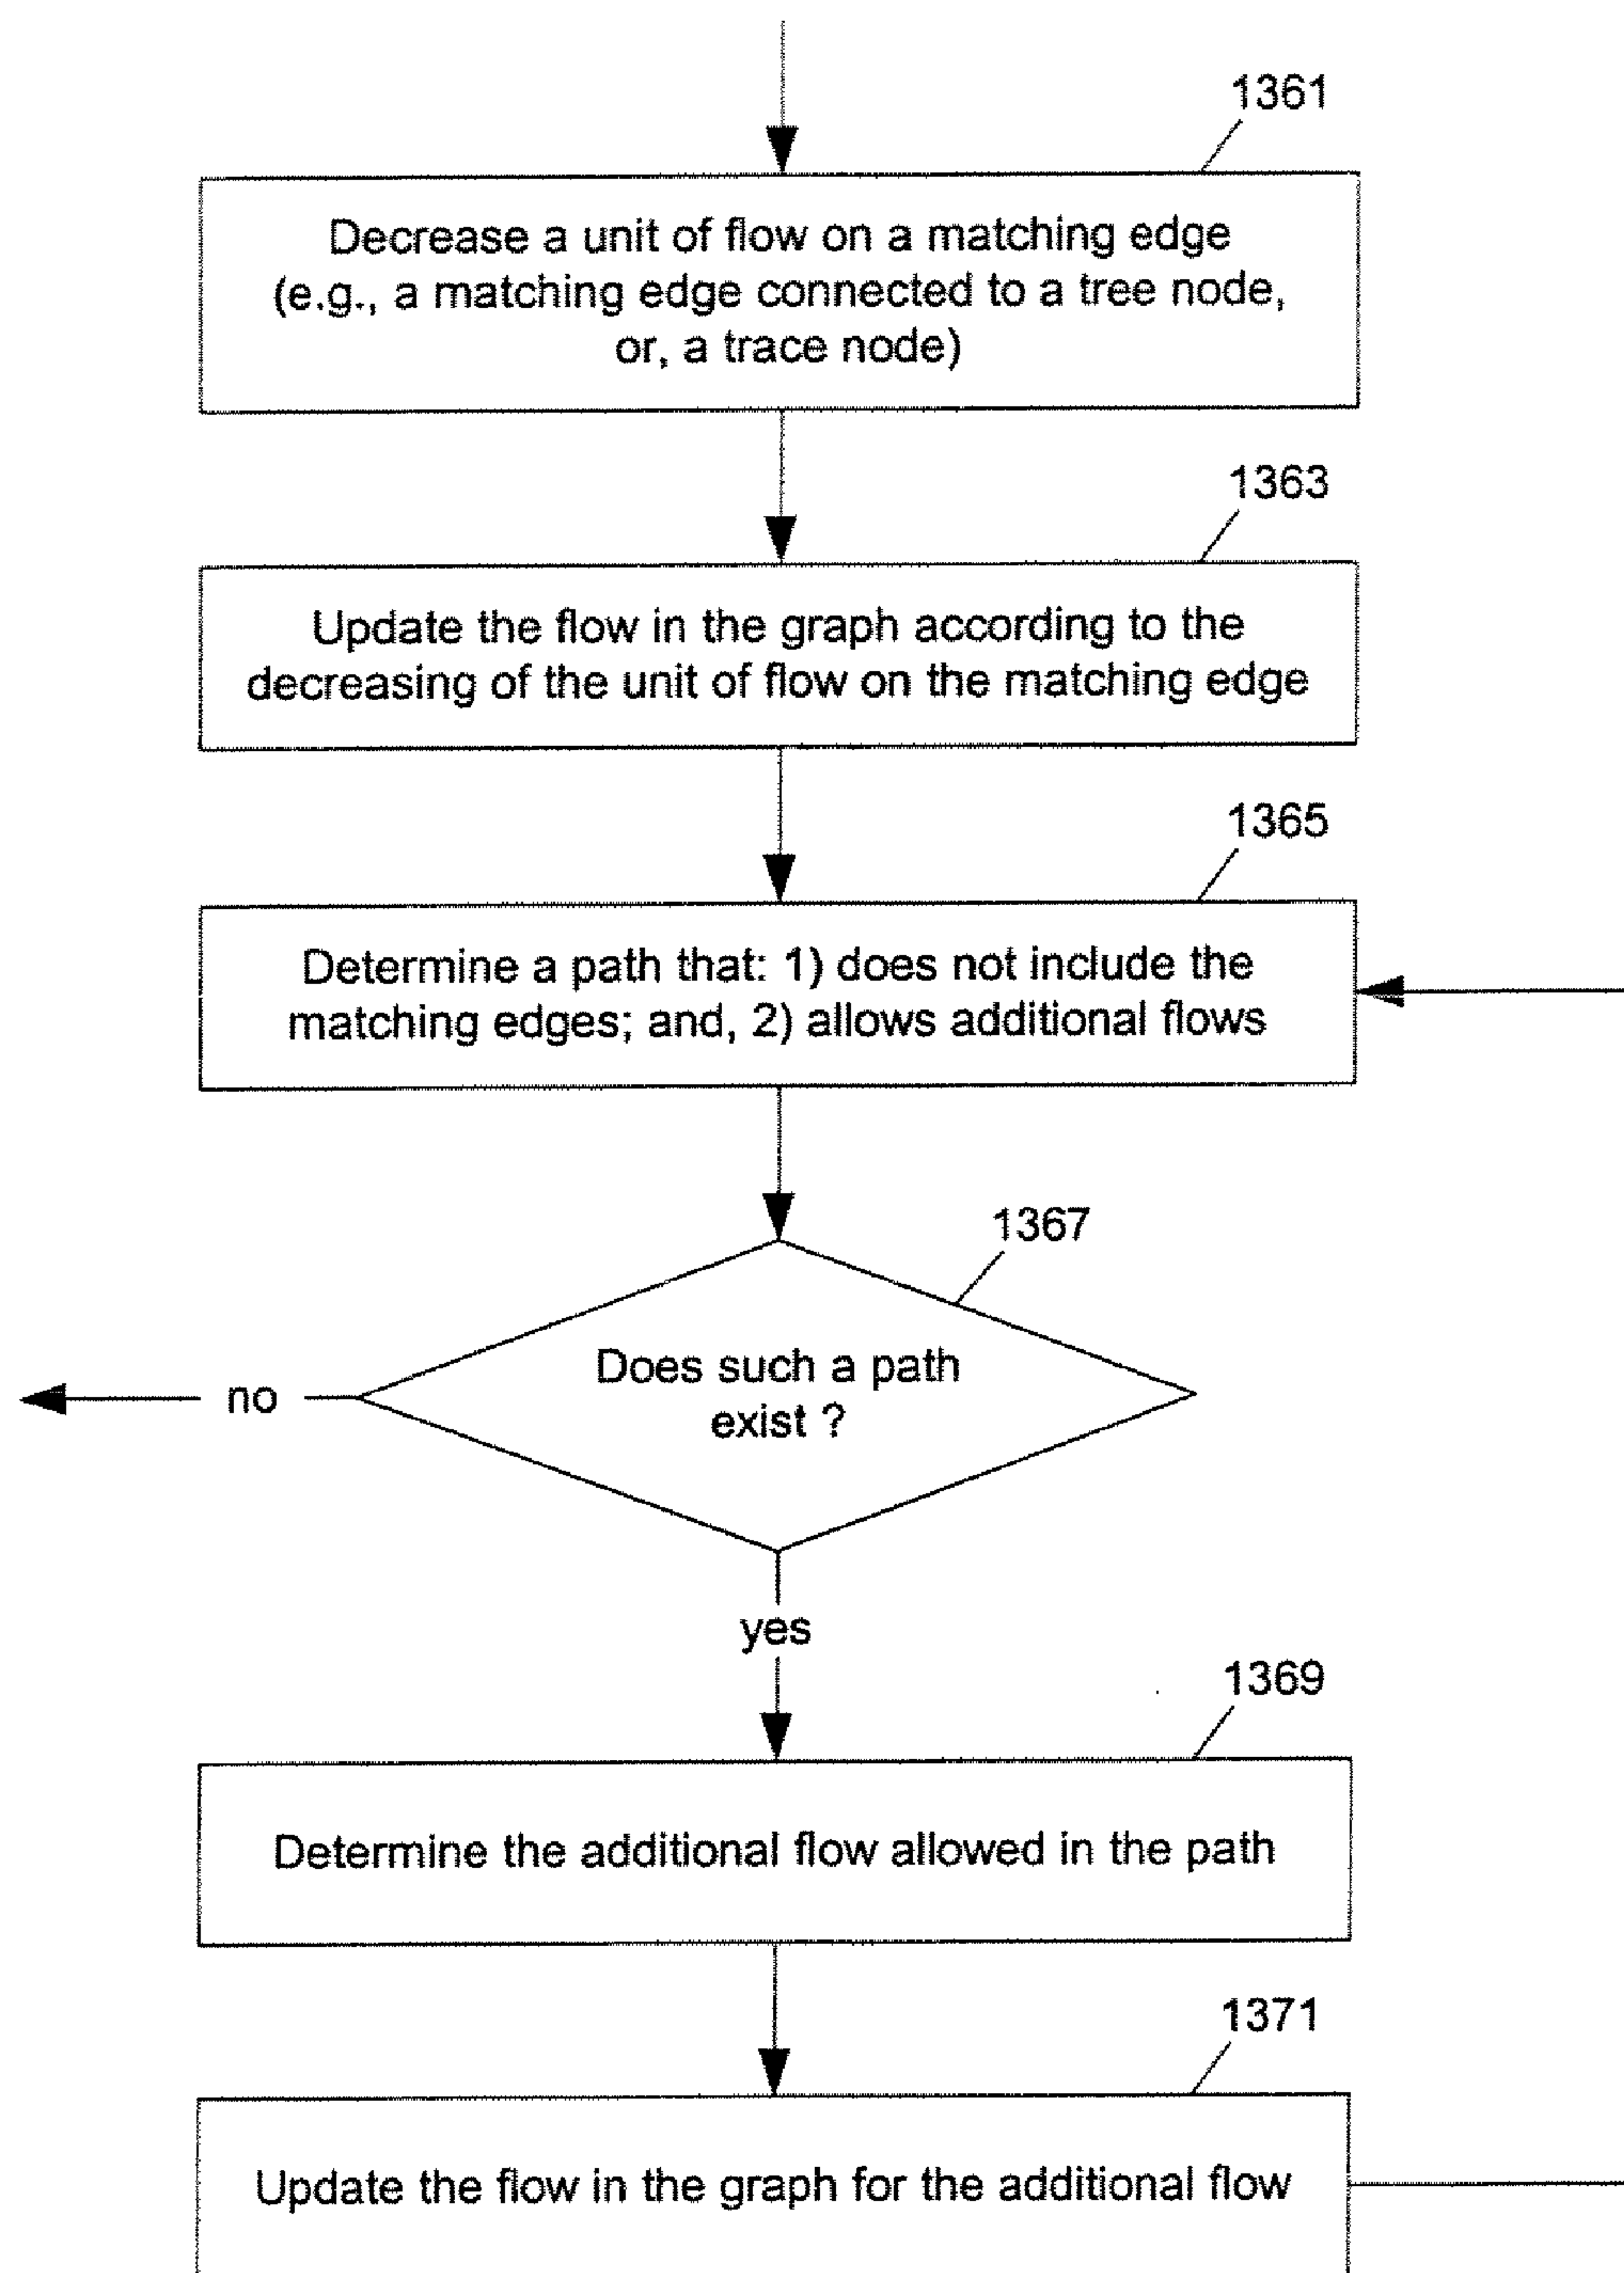 1361
Decrease a unit of flow on a matching edge
(e.g., a matching edge connected to a tree node,
or, a trace node)
1363
Update the flow in the graph according to the
decreasing of the unit of flow on the matching edge
1365
Determine a path that: 1) does not include the
matching edges; and, 2) allows additional flows
1367
Does such a path
exist ?
no
yes
1369
Determine the additional flow allowed in the path
1371
Update the flow in the graph for the additional flow